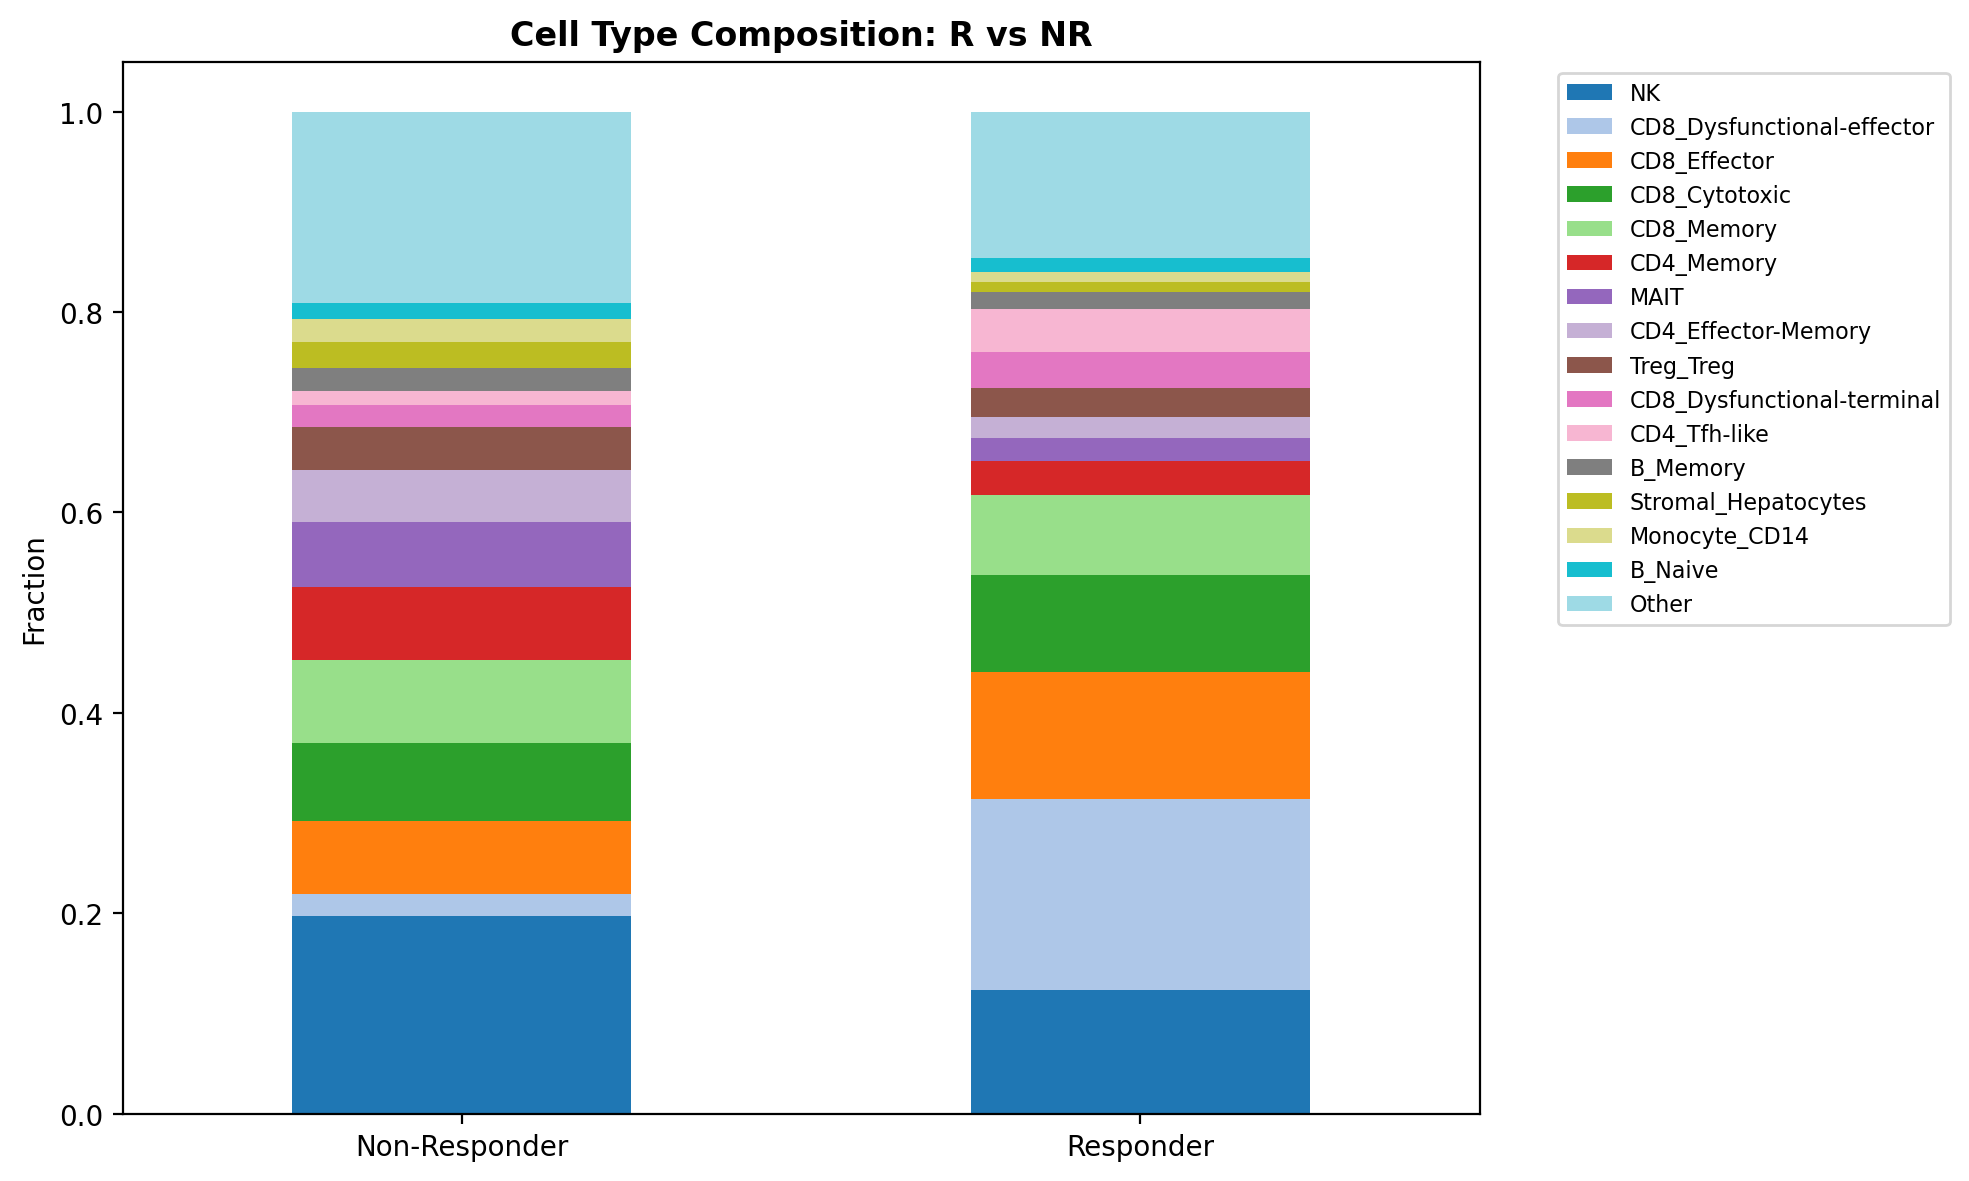 Cell Type Composition: R vs NR
1.0
0.8
0.6
0.4
0.2
0.0
Fraction
Non-Responder
Responder
NK
CD8_Dysfunctional-effector
CD8_Effector
CD8_Cytotoxic
CD8_Memory
CD4_Memory
MAIT
CD4_Effector-Memory
Treg_Treg
CD8_Dysfunctional-terminal
CD4_Tfh-like
B_Memory
Stromal_Hepatocytes
Monocyte_CD14
B_Naive
Other